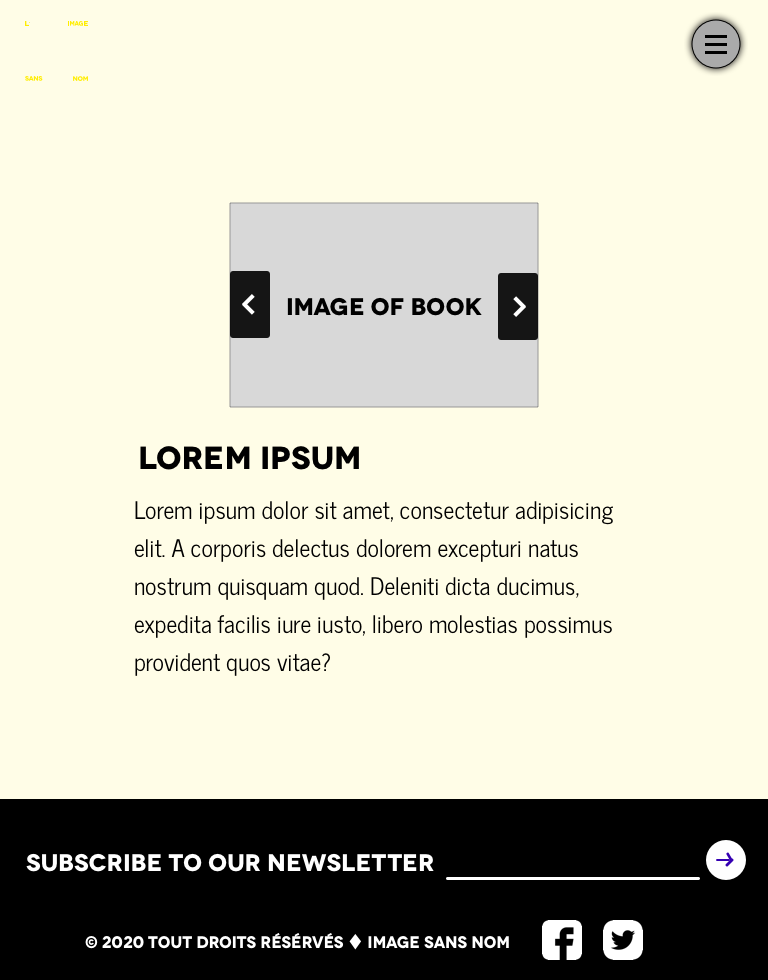 L' IMAGE
SANS NOM
IMAGE OF BOOK
LOREM IPSUM
Lorem ipsum dolor sit amet, consectetur adipisicing
elit. A corporis delectus dolorem excepturi natus
nostrum quisquam quod. Deleniti dicta ducimus,
expedita facilis iure iusto, libero molestias possimus
provident quos vitae?
SUBSCRIBE TO OUR NEWSLETTER
© 2020 TOUT DROITS RÉSÉRVÉS ♦ IMAGE SANS NOM